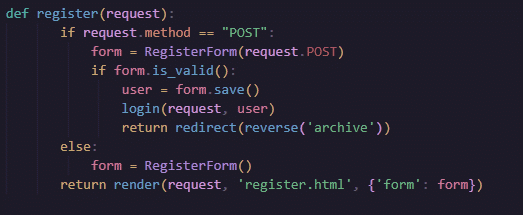 def register(request):
        if request.method == "POST":
            form = RegisterForm(request.POST)
            if form.is_valid():
                user = form.save()
                login(request, user)
                return redirect(reverse('archive'))
        else:
            form = RegisterForm()
        return render(request, 'register.html', {'form': form})